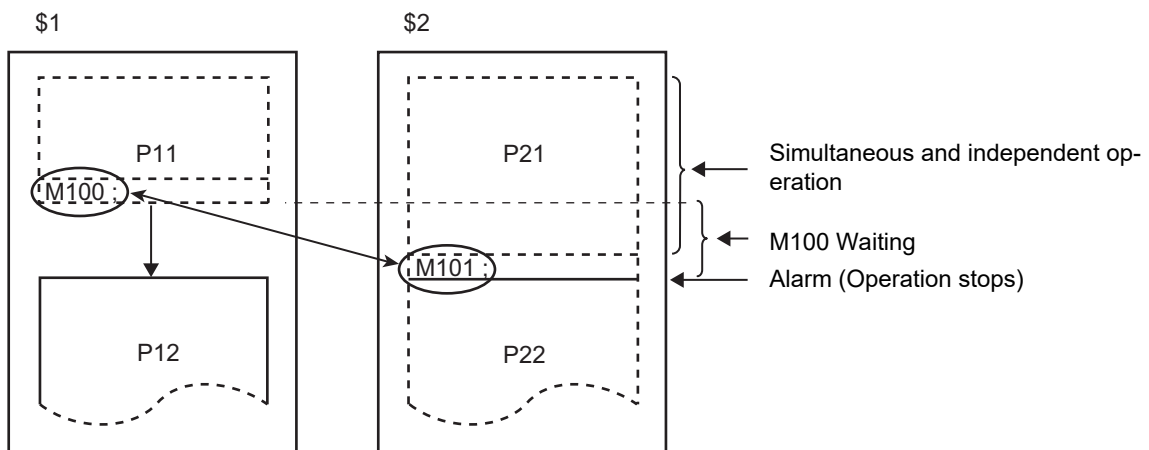 $1
$2
P11
P21
Simultaneous and independent op-
eration
M100 ;
M100 Waiting
M101 ;
Alarm (Operation stops)
P12
P22